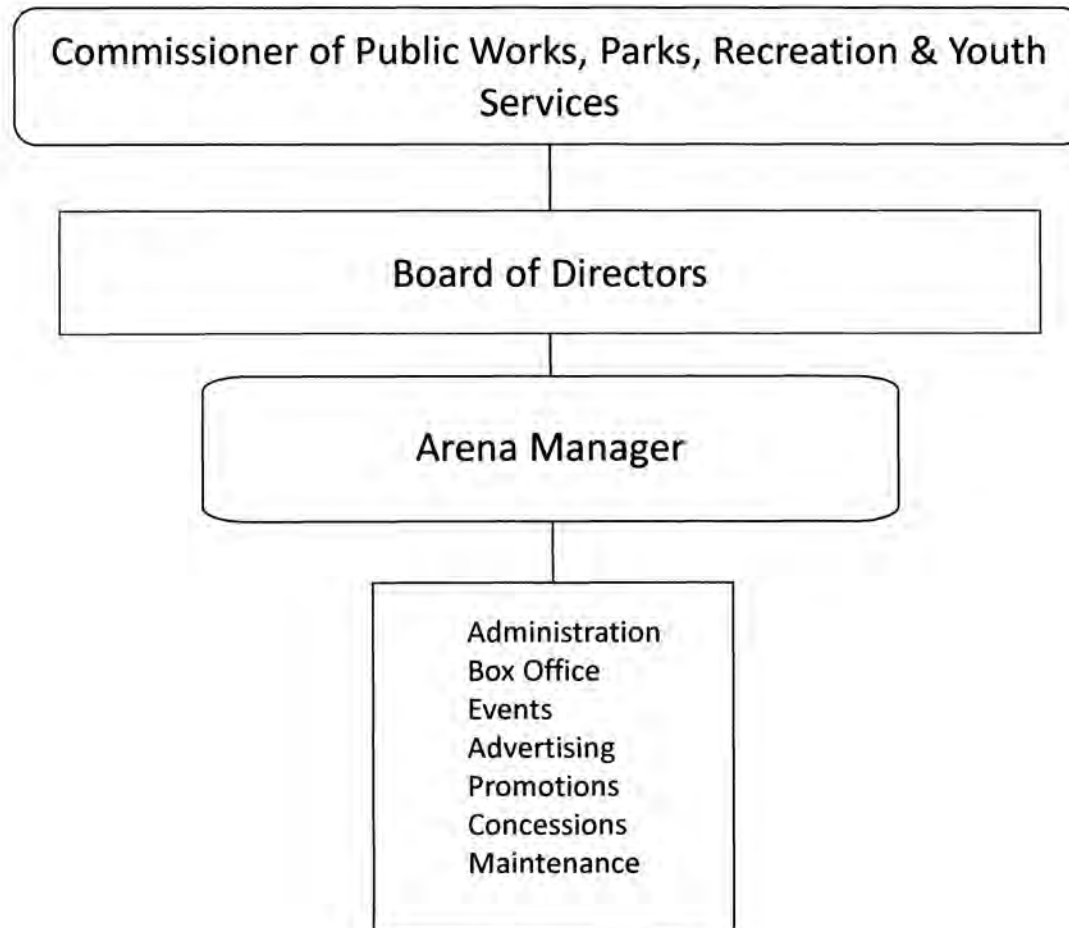 Commissioner of Public Works, Parks, Recreation & Youth
Services
Board of Directors
Arena Manager
Administration
Box Office
Events
Advertising
Promotions
Concessions
Maintenance